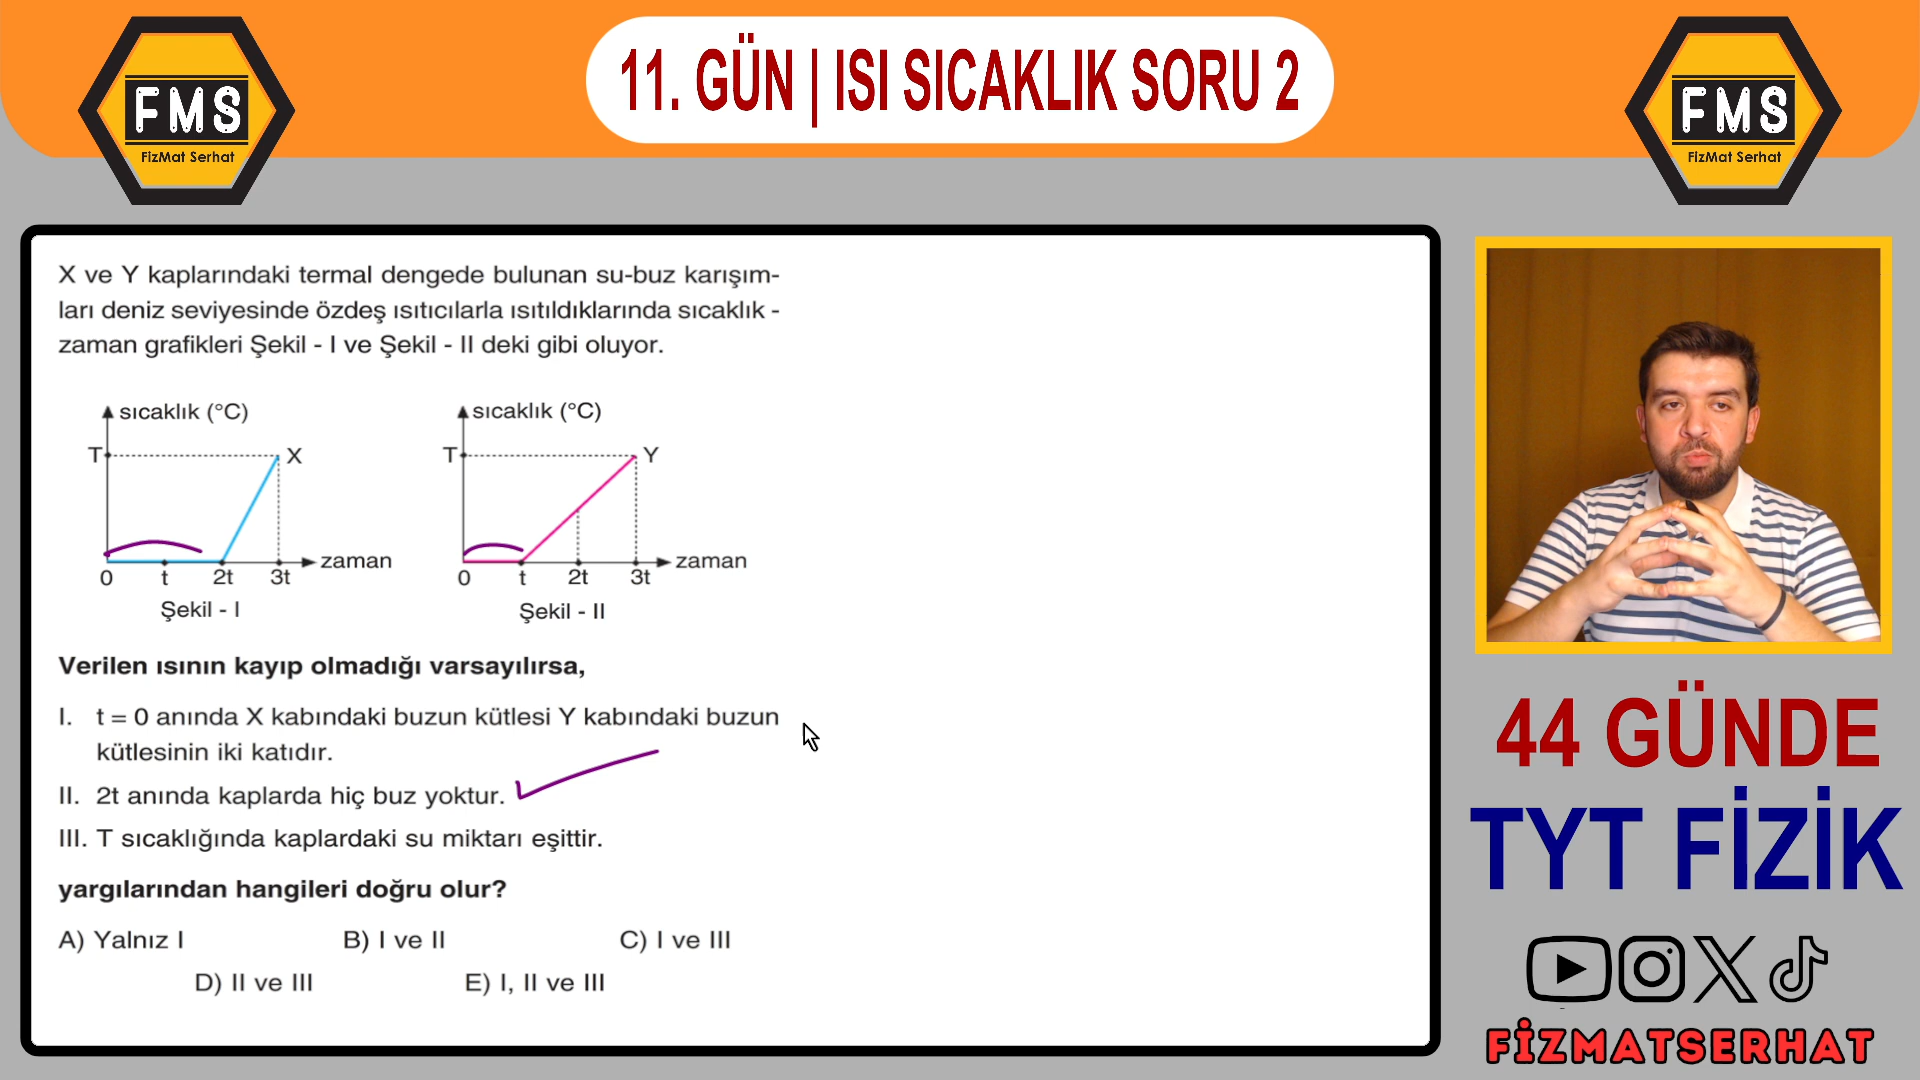 11. GÜN | ISI SICAKLIK SORU 2
FMS
FizMat Serhat
FMS
FizMat Serhat
X ve Y kaplarındaki termal dengede bulunan su-buz karışım-
ları deniz seviyesinde özdeş ısıtıcılarla ısıtıldıklarında sıcaklık -
zaman grafikleri Şekil - I ve Şekil - II deki gibi oluyor.
sıcaklık (°C)
T
X
0 t 2t 3t
zaman
Şekil - I
sıcaklık (°C)
T
Y
0 t 2t 3t
zaman
Şekil - II
Verilen ısının kayıp olmadığı varsayılırsa,
I. t = 0 anında X kabındaki buzun kütlesi Y kabındaki buzun
kütlesinin iki katıdır.
II. 2t anında kaplarda hiç buz yoktur.
III. T sıcaklığında kaplardaki su miktarı eşittir.
yargılarından hangileri doğru olur?
A) Yalnız I B) I ve II C) I ve III
D) II ve III E) I, II ve III
44 GÜNDE
TYT FİZİK
FİZMATSERHAT